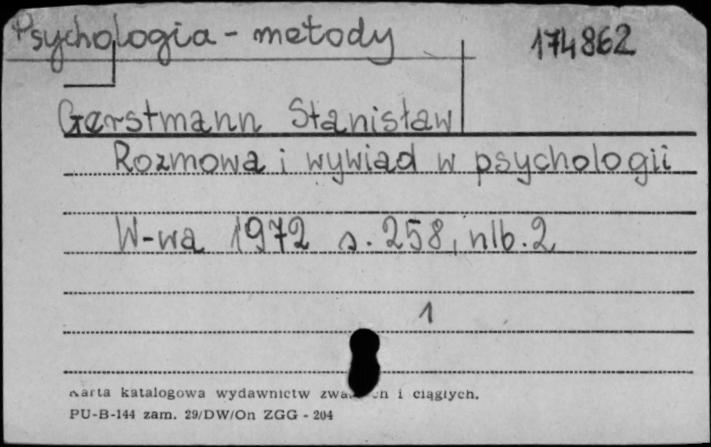 Psychologia - metody 174862
Gerstmann Stanisław
Rozmowa i wywiad w psychologii
W-wa 1972 s. 258, nlb. 2
1
Karta katalogowa wydawnictw i ciągłych.
PU-B-144 zam. 29/DW/On ZGG - 204